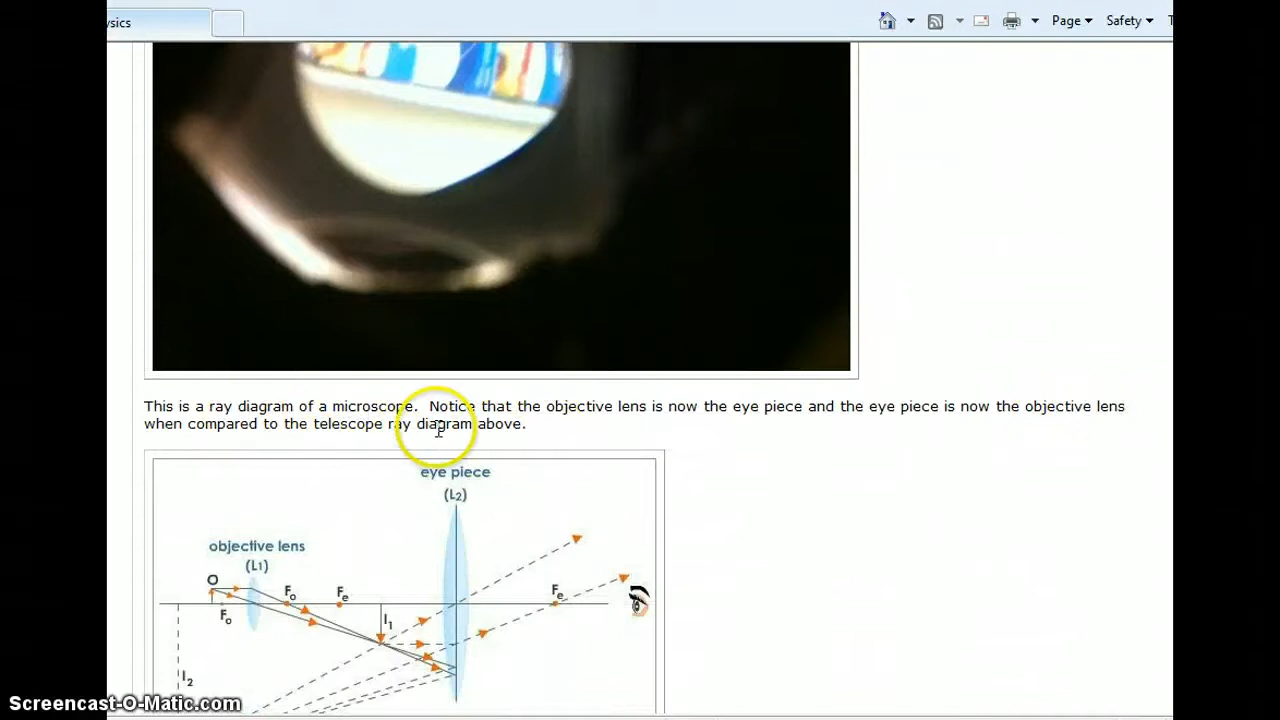 ysics
Page Safety T
This is a ray diagram of a microscope. Notice that the objective lens is now the eye piece and the eye piece is now the objective lens
when compared to the telescope ray diagram above.
eye piece
(L2)
objective lens
(L1)
O
Fo
Fe
Fe
Fo
I1
I2
Screencast-O-Matic.com